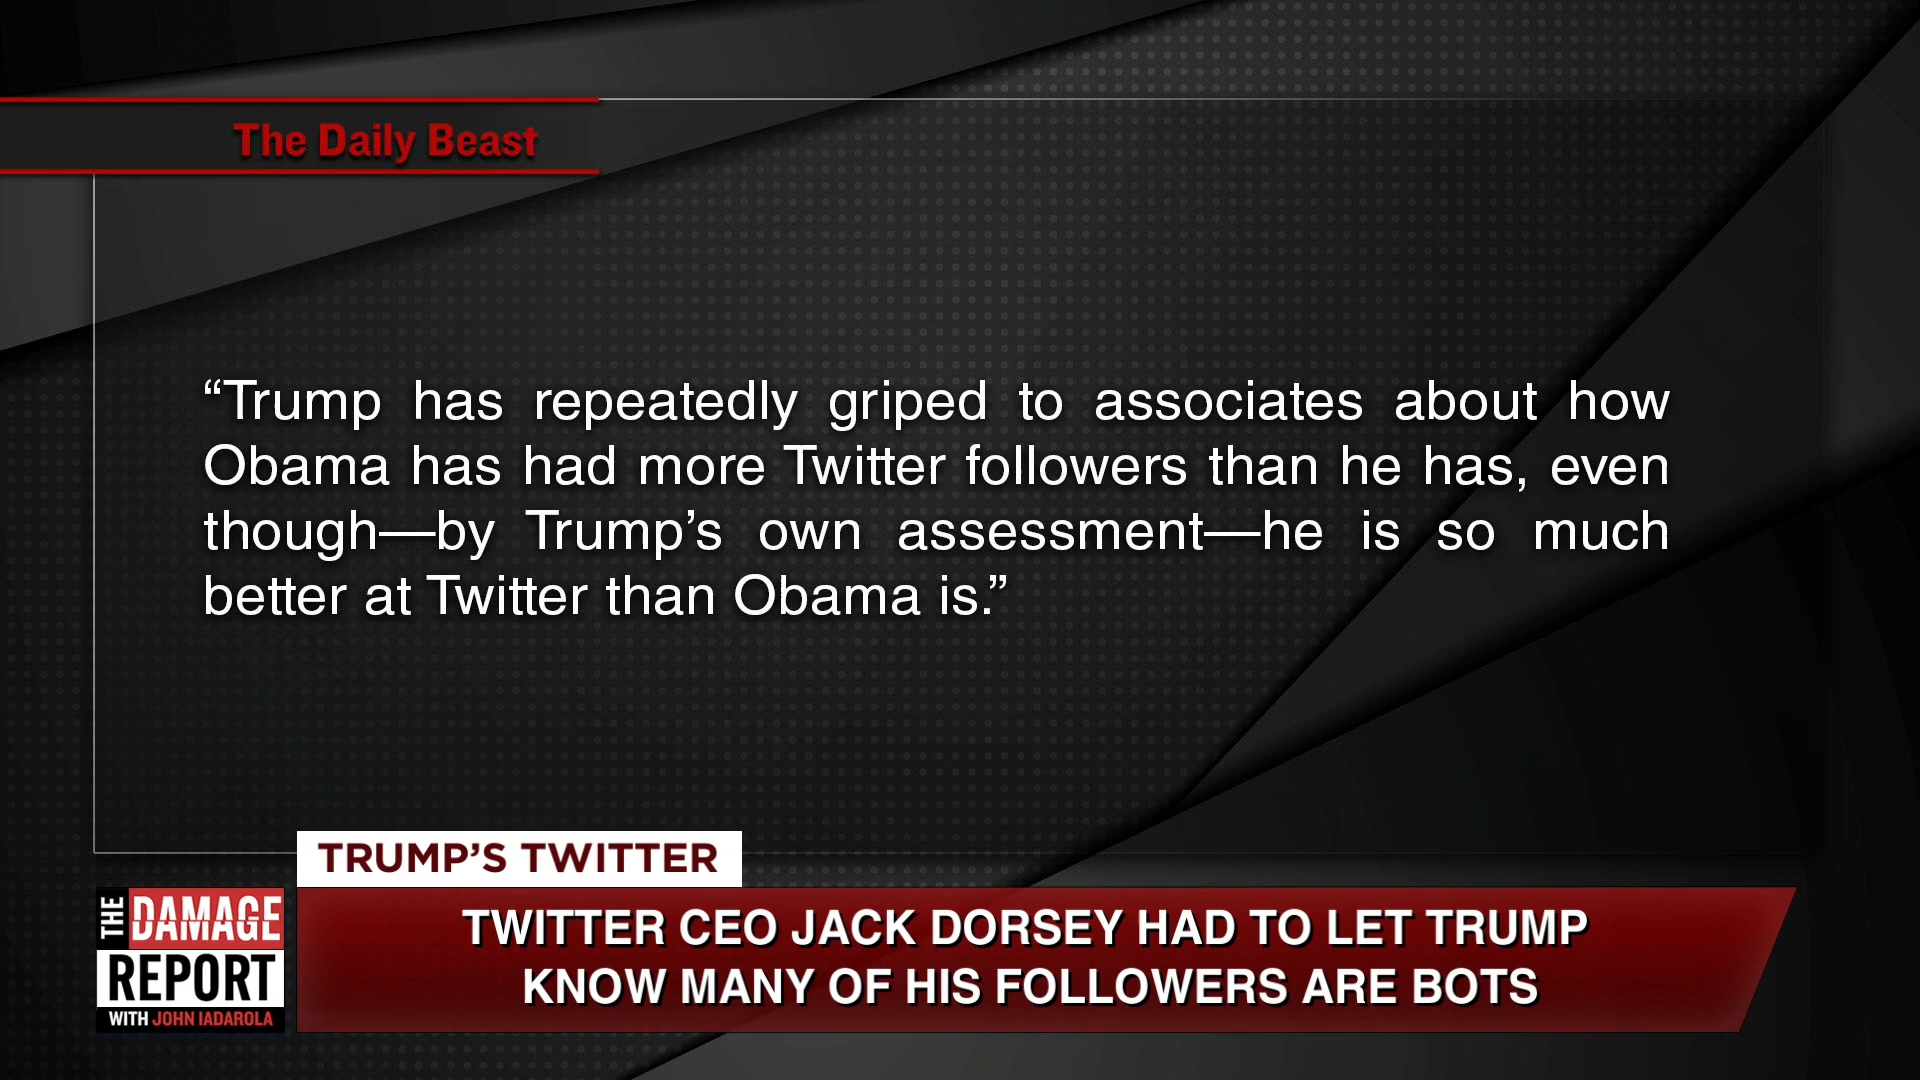 The Daily Beast
“Trump has repeatedly griped to associates about how
Obama has had more Twitter followers than he has, even
though—by Trump’s own assessment—he is so much
better at Twitter than Obama is.”
TRUMP’S TWITTER
THE DAMAGE
REPORT
WITH JOHN IADAROLA
TWITTER CEO JACK DORSEY HAD TO LET TRUMP
KNOW MANY OF HIS FOLLOWERS ARE BOTS